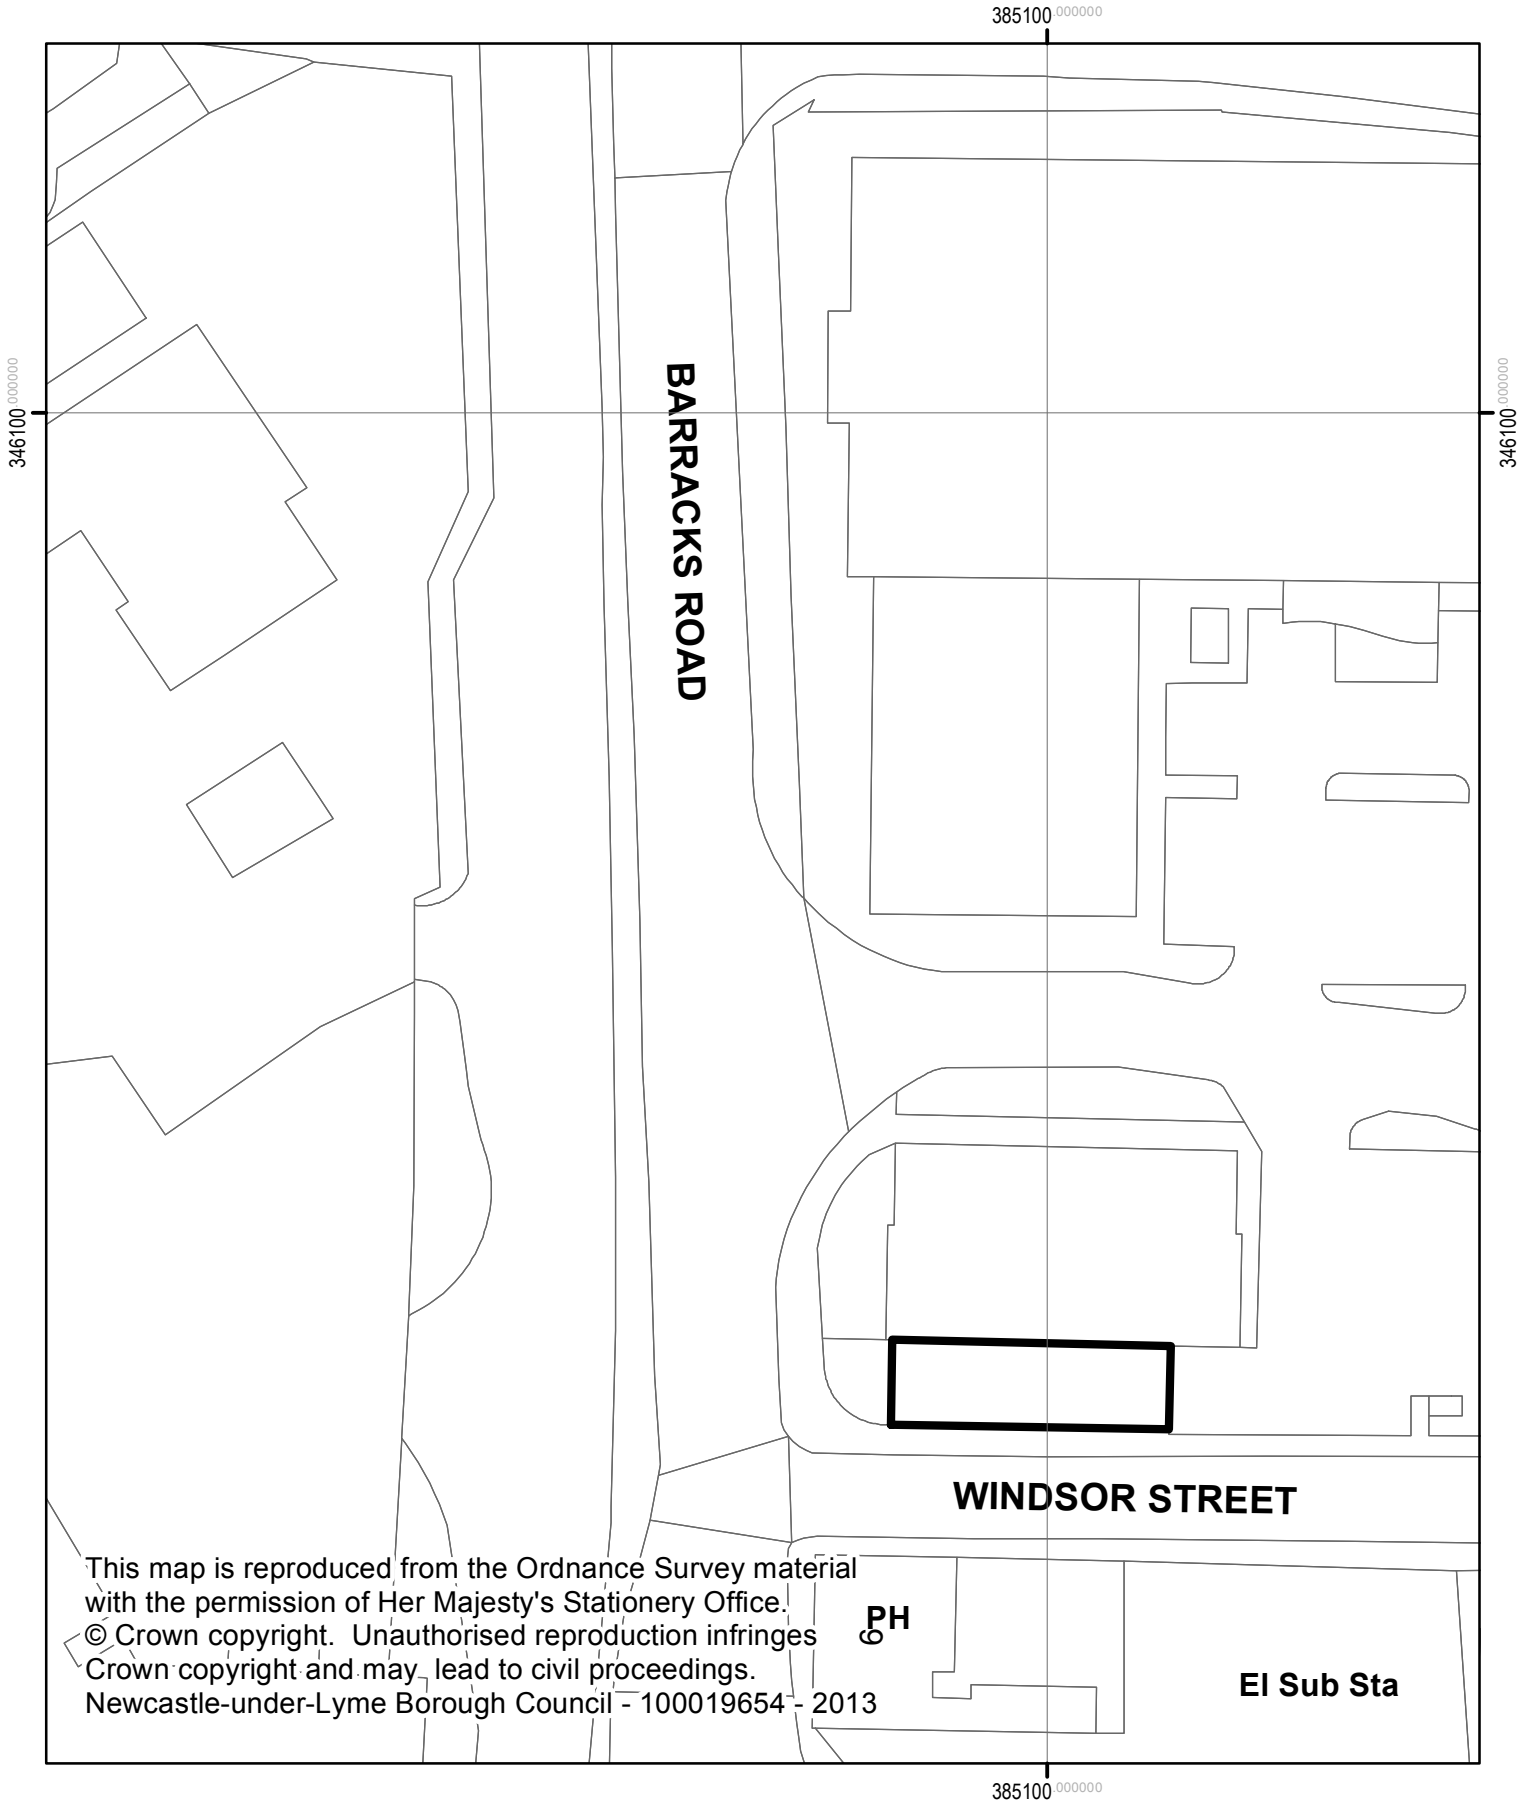 385100.000000
346100.000000
346100.000000
BARRACKS ROAD
WINDSOR STREET
PH
9
El Sub Sta
This map is reproduced from the Ordnance Survey material
with the permission of Her Majesty's Stationery Office.
© Crown copyright. Unauthorised reproduction infringes
Crown copyright and may lead to civil proceedings.
Newcastle-under-Lyme Borough Council - 100019654 - 2013
385100.000000